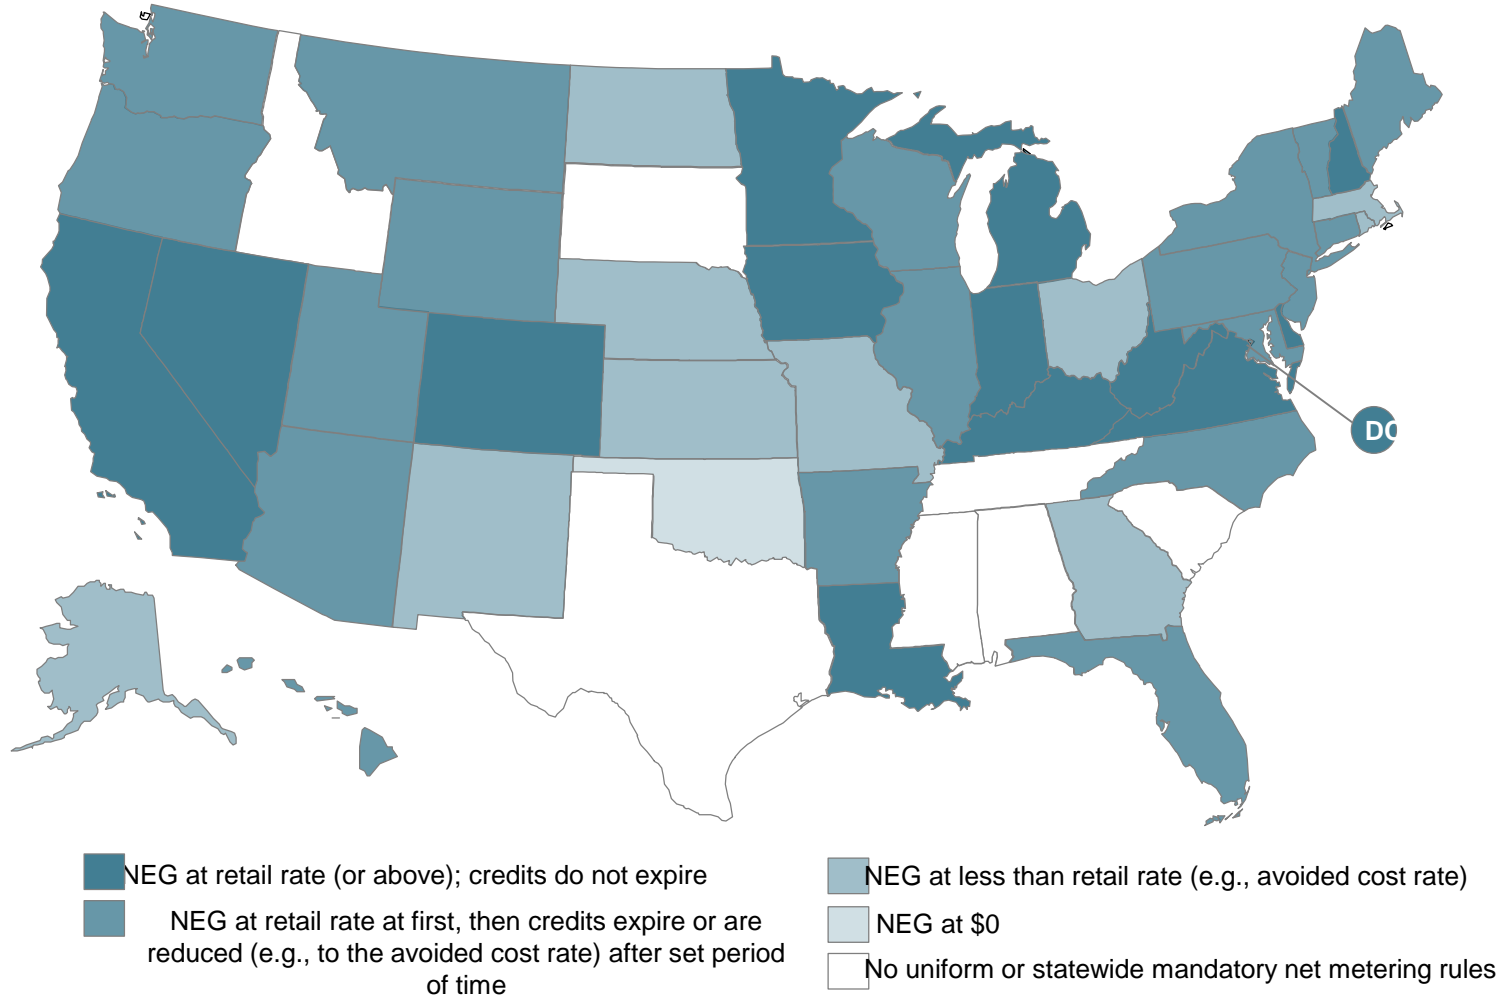 DC
NEG at retail rate (or above); credits do not expire
NEG at retail rate at first, then credits expire or are
reduced (e.g., to the avoided cost rate) after set period
of time
NEG at less than retail rate (e.g., avoided cost rate)
NEG at $0
No uniform or statewide mandatory net metering rules